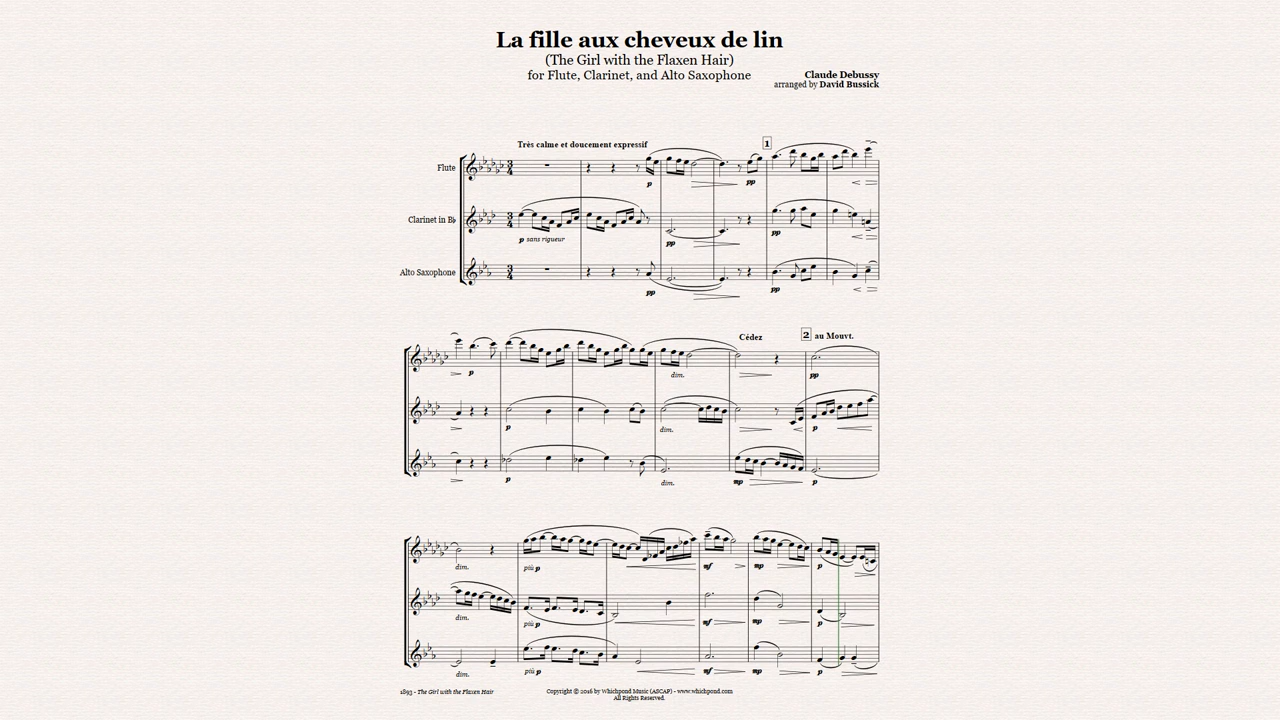 La fille aux cheveux de lin
(The Girl with the Flaxen Hair)
for Flute, Clarinet, and Alto Saxophone
Claude Debussy
arranged by David Bussick
Très calme et doucement expressif
1
Flute
p
pp
Clarinet in B♭
p sans rigueur
pp
pp
Alto Saxophone
pp
pp
Cédez
2 au Mouvt.
p
dim.
pp
p
dim.
p
p
dim.
mp
p
dim.
più p
mf
mp
p
dim.
più p
mf
mp
p
dim.
più p
mf
mp
p
1893 - The Girl with the Flaxen Hair
Copyright © 2016 by Whichpond Music (ASCAP) - www.whichpond.com
All Rights Reserved.